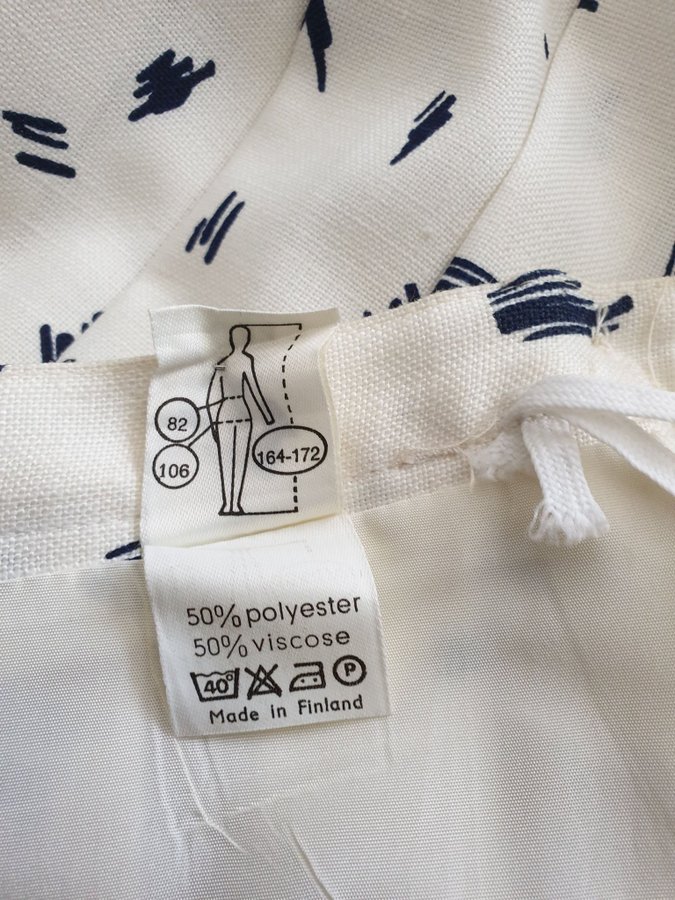 82
106
164-172
50% polyester
50% viscose
40° P
Made in Finland